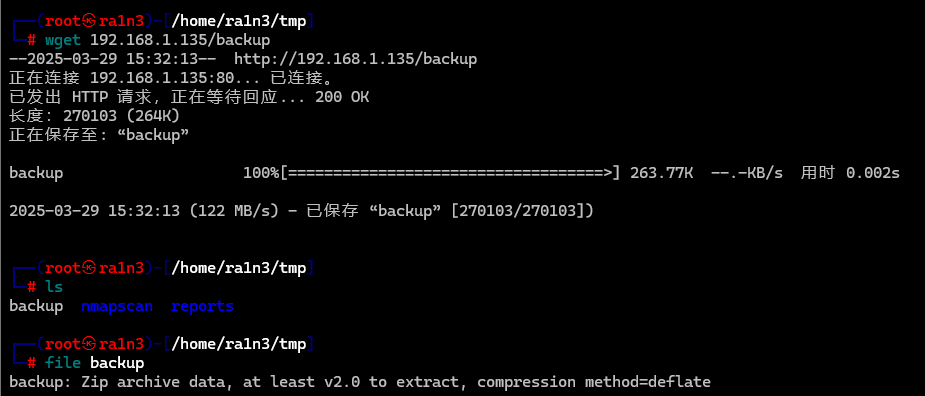 ┌──(root㉿ra1n3)-[/home/ra1n3/tmp]
└─# wget 192.168.1.135/backup
--2025-03-29 15:32:13--  http://192.168.1.135/backup
正在连接 192.168.1.135:80... 已连接。
已发出 HTTP 请求，正在等待回应... 200 OK
长度：270103 (264K)
正在保存至: “backup”
backup                    100%[===================================>] 263.77K  --.-KB/s  用时 0.002s
2025-03-29 15:32:13 (122 MB/s) - 已保存 “backup” [270103/270103])
┌──(root㉿ra1n3)-[/home/ra1n3/tmp]
└─# ls
backup  nmapscan  reports
┌──(root㉿ra1n3)-[/home/ra1n3/tmp]
└─# file backup
backup: Zip archive data, at least v2.0 to extract, compression method=deflate